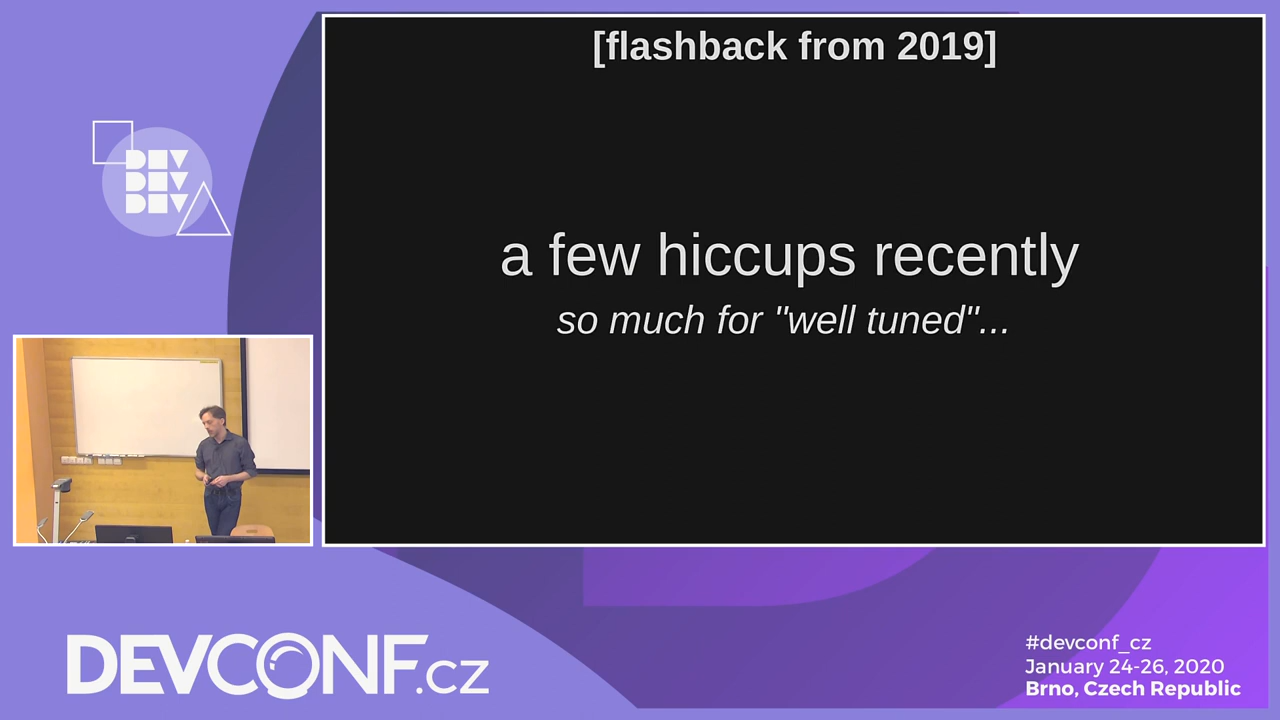 [flashback from 2019]
a few hiccups recently
so much for "well tuned"...
DEV
DEV
DEV
DEVCONF.cz
#devconf_cz
January 24-26, 2020
Brno, Czech Republic